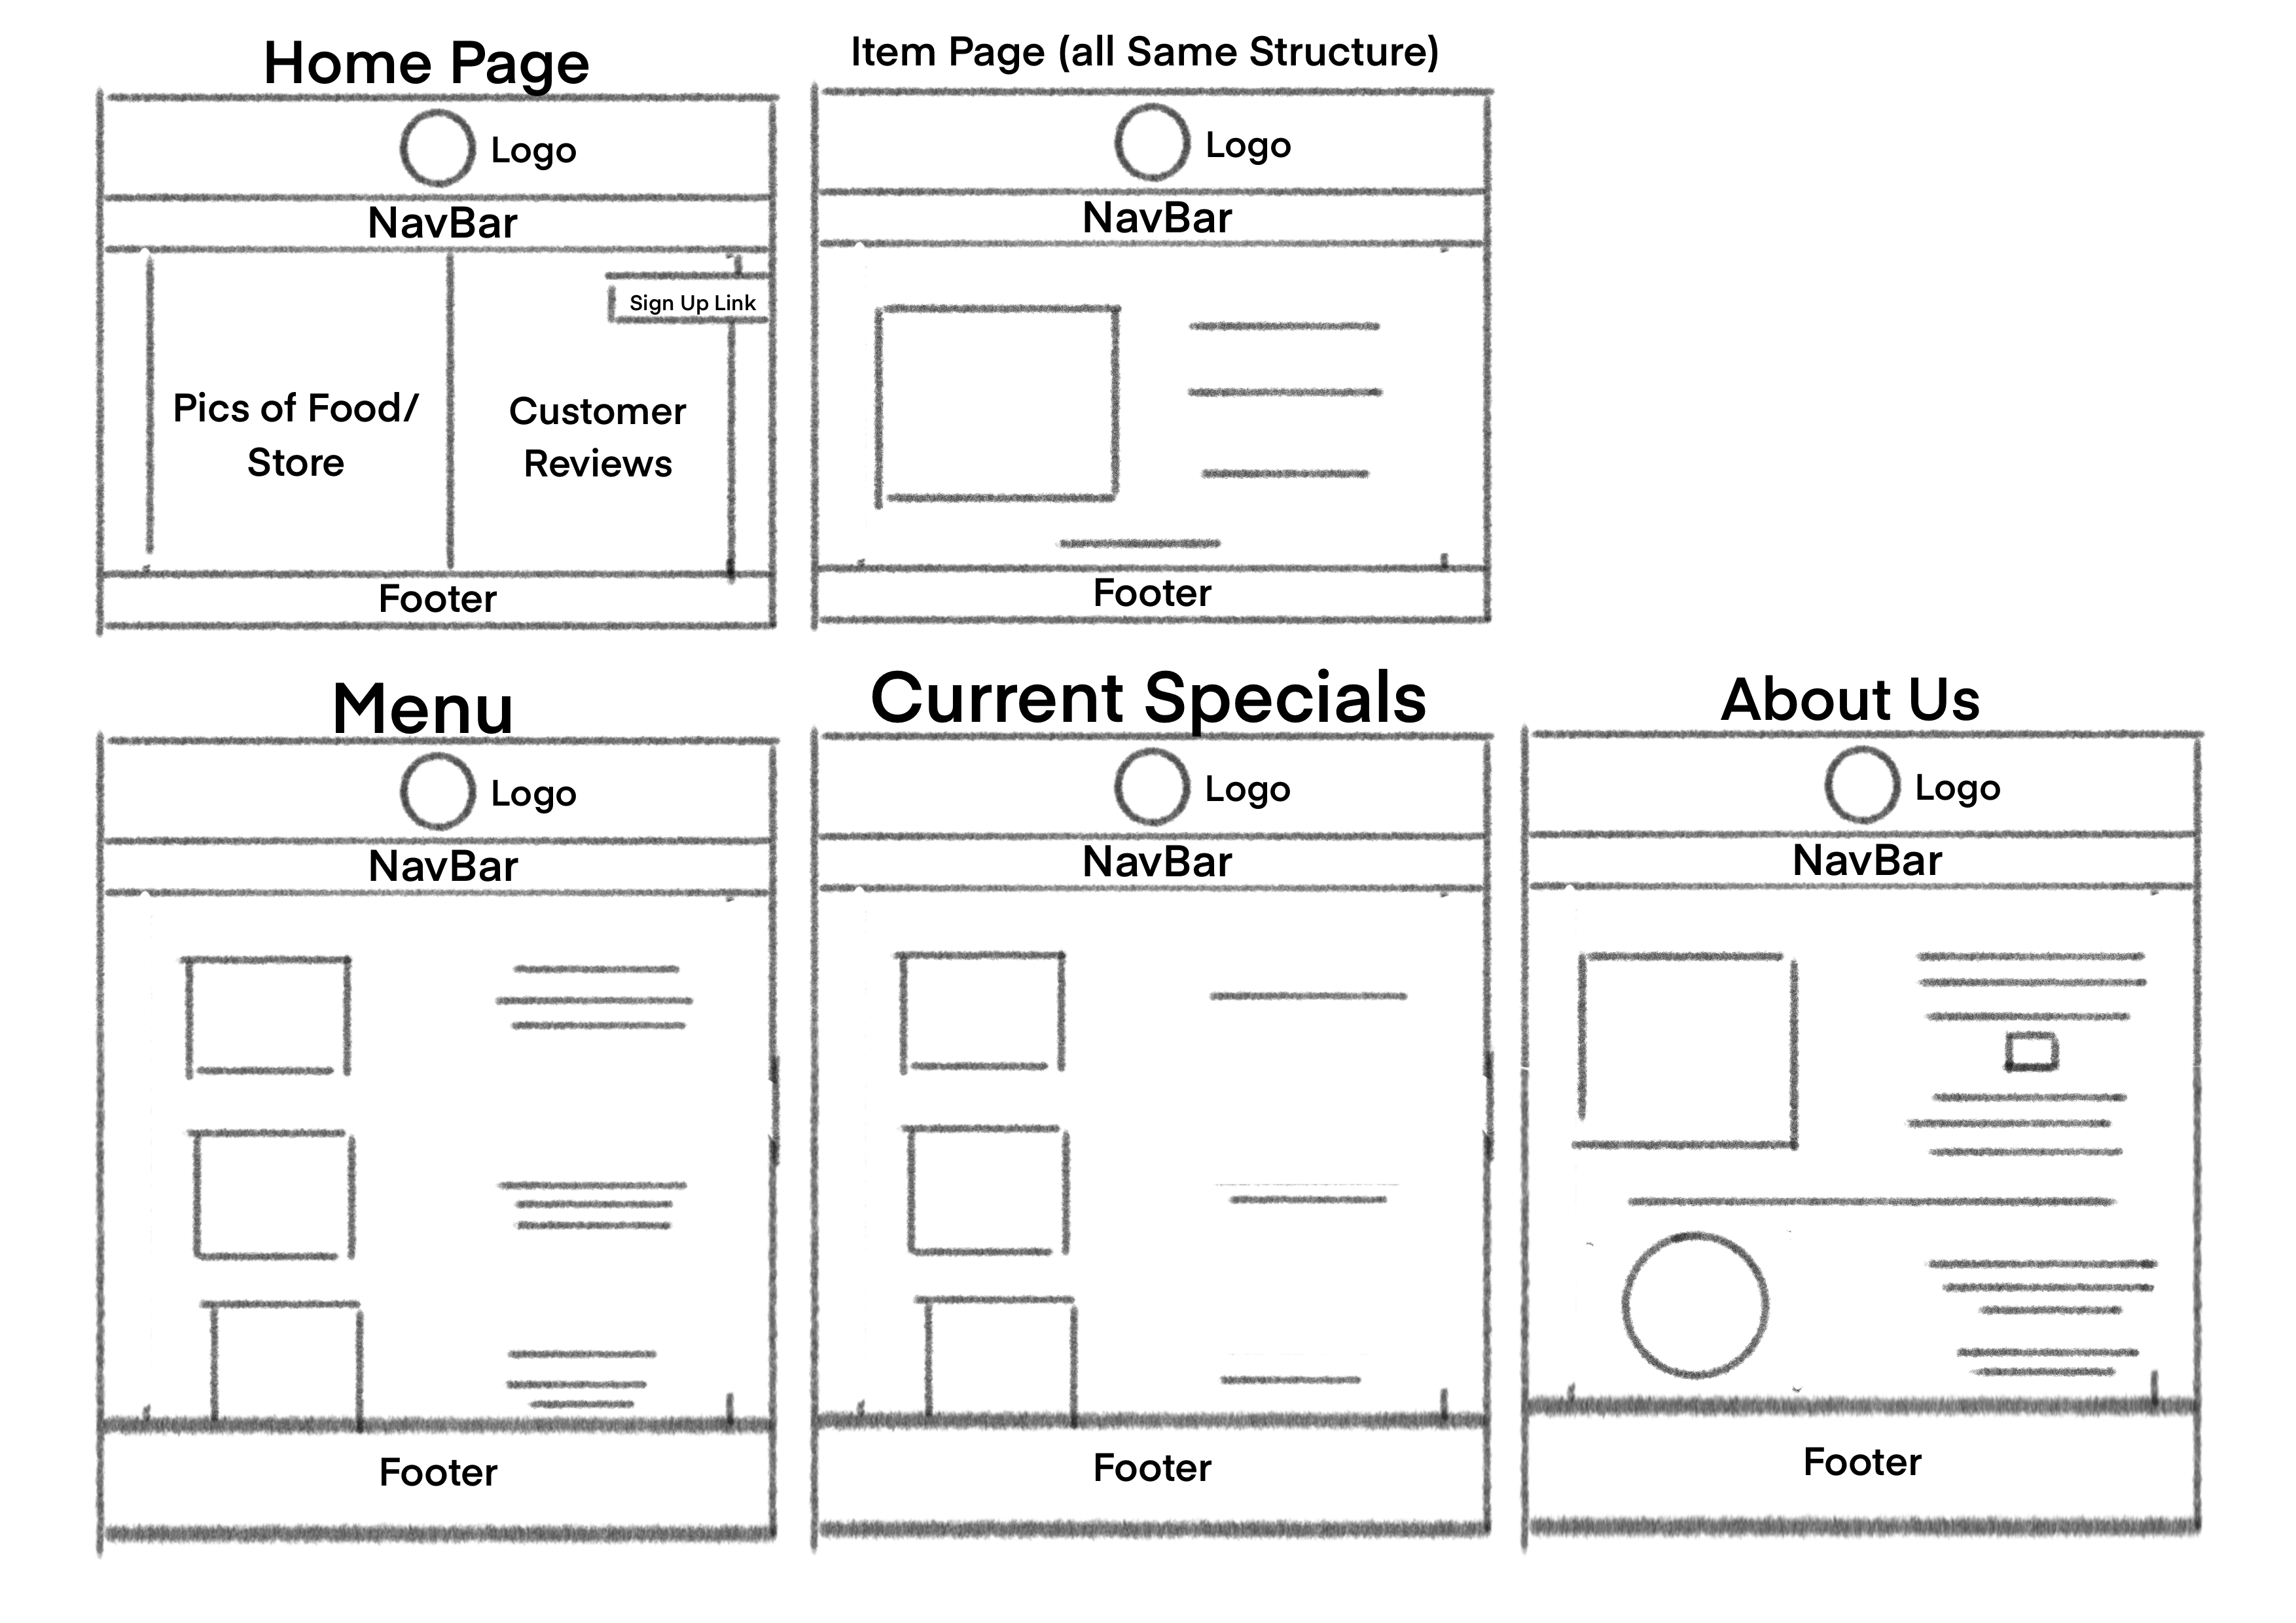 Home Page
Logo
NavBar
Sign Up Link
Pics of Food/
Store
Customer
Reviews
Footer
Item Page (all Same Structure)
Logo
NavBar
Footer
Menu
Logo
NavBar
Footer
Current Specials
Logo
NavBar
Footer
About Us
Logo
NavBar
Footer